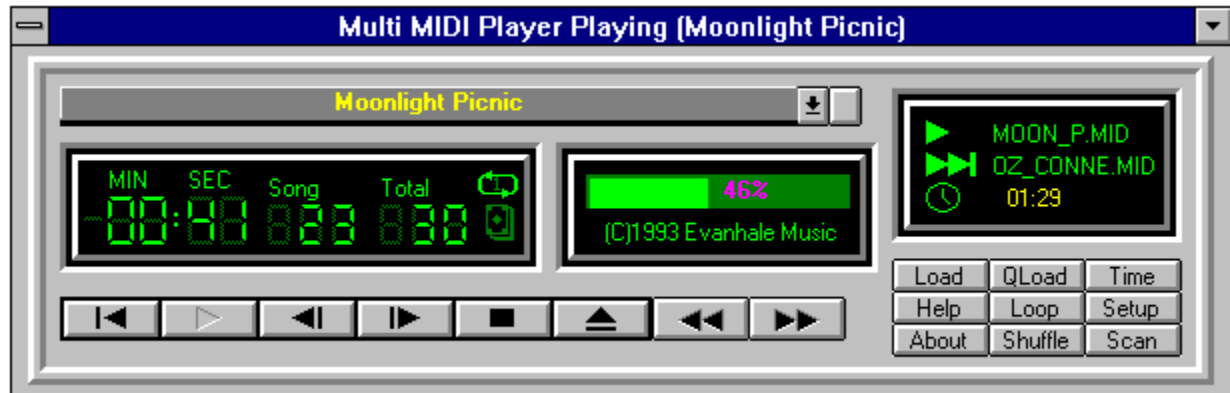 Multi MIDI Player Playing (Moonlight Picnic)
Moonlight Picnic
MIN SEC Song Total
00:41 23 30
46%
(C)1993 Evanhale Music
MOON_P.MID
OZ_CONNE.MID
01:29
Load QLoad Time
Help Loop Setup
About Shuffle Scan